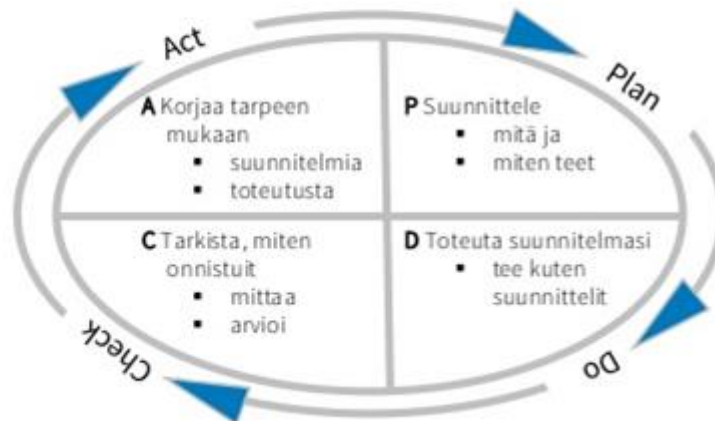 Act
Plan
A Korjaa tarpeen
mukaan
▪ suunnitelmia
▪ toteutusta
P Suunnittele
▪ mitä ja
▪ miten teet
C Tarkista, miten
onnistuit
▪ mittaa
▪ arvioi
D Toteuta suunnitelmasi
▪ tee kuten
suunnittelit
Check
Do